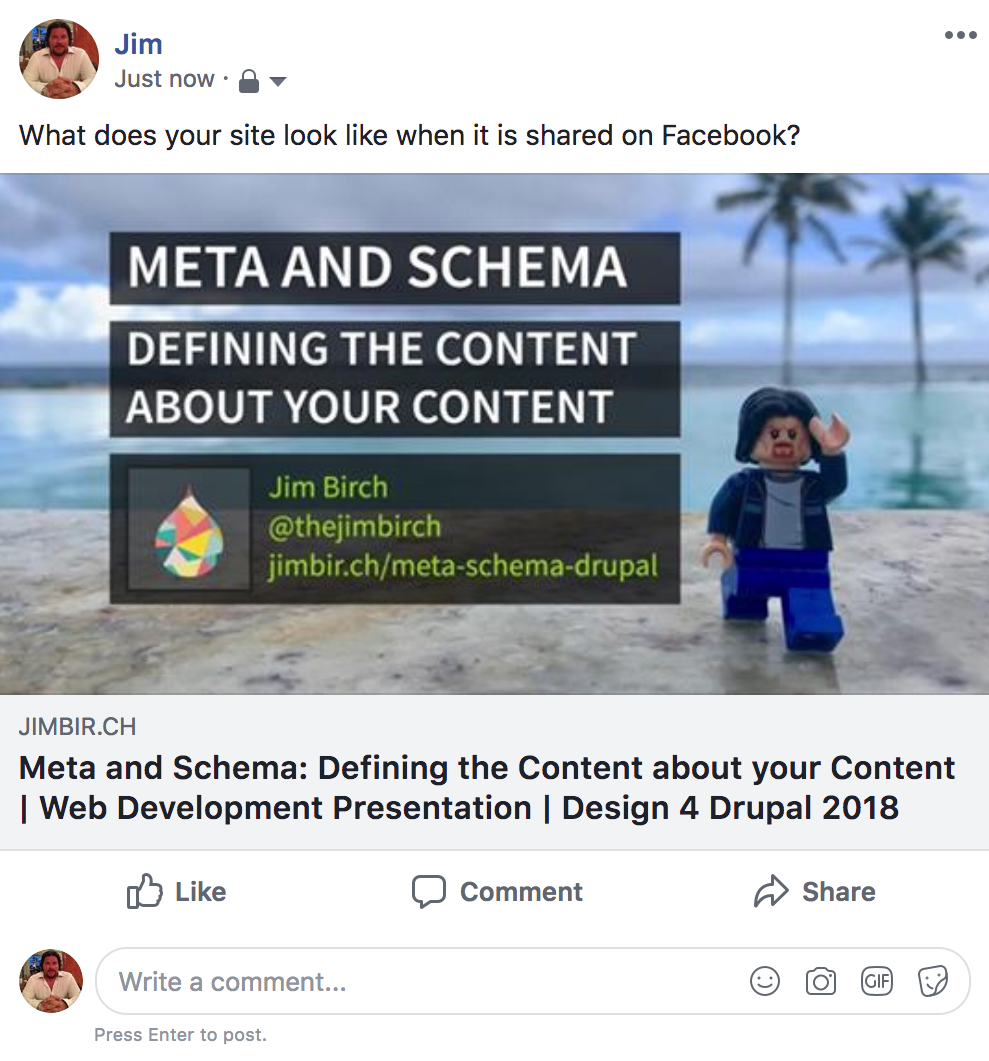 Jim
Just now ·
What does your site look like when it is shared on Facebook?
META AND SCHEMA
DEFINING THE CONTENT
ABOUT YOUR CONTENT
Jim Birch
@thejimbirch
jimbir.ch/meta-schema-drupal
JIMBIR.CH
Meta and Schema: Defining the Content about your Content
| Web Development Presentation | Design 4 Drupal 2018
Like
Comment
Share
Write a comment...
GIF
Press Enter to post.